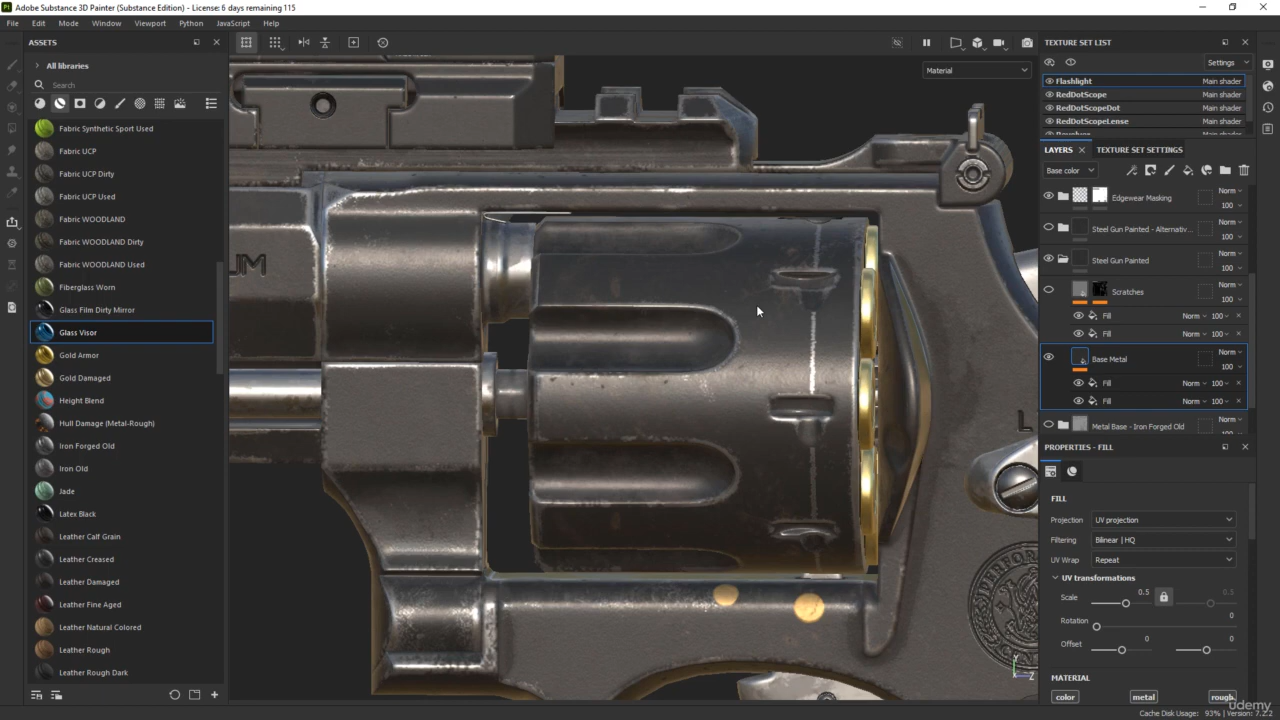 Adobe Substance 3D Painter (Substance Edition) - License: 6 days remaining 115
File Edit Mode Window Viewport Python JavaScript Help
ASSETS
All libraries
Search
Fabric Synthetic Sport Used
Fabric UCP
Fabric UCP Dirty
Fabric UCP Used
Fabric WOODLAND
Fabric WOODLAND Dirty
Fabric WOODLAND Used
Fiberglass Worn
Glass Film Dirty Mirror
Glass Visor
Gold Armor
Gold Damaged
Height Blend
Hull Damage (Metal-Rough)
Iron Forged Old
Iron Old
Jade
Latex Black
Leather Calf Grain
Leather Creased
Leather Damaged
Leather Fine Aged
Leather Natural Colored
Leather Rough
Leather Rough Dark
Material
UM
L
Y
Z
TEXTURE SET LIST
Settings
Flashlight Main shader
RedDotScope Main shader
RedDotScopeDot Main shader
RedDotScopeLense Main shader
LAYERS TEXTURE SET SETTINGS
Base color
Edgewear Masking Norm 100
Steel Gun Painted - Alternativ... Norm 100
Steel Gun Painted Norm 100
Scratches Norm 100
Fill Norm 100
Fill Norm 100
Base Metal Norm 100
Fill Norm 100
Fill Norm 100
Metal Base - Iron Forged Old Norm
PROPERTIES - FILL
FILL
Projection UV projection
Filtering Bilinear | HQ
UV Wrap Repeat
UV transformations
Scale 0.5 0.5
Rotation 0
Offset 0 0
MATERIAL
color metal rough
udemy
Cache Disk Usage: 93% | Version: 7.2.2